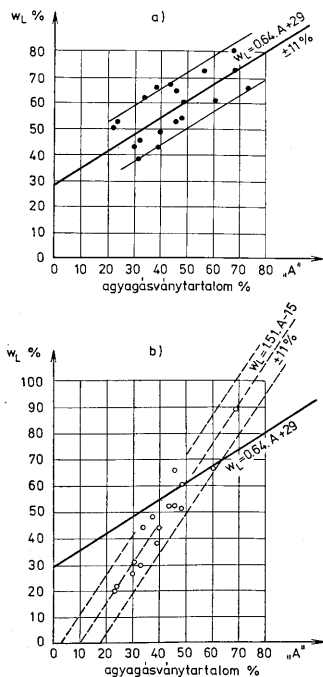 a)
w_L %
w_L=0.64.A+29
±11%
80
70
60
50
40
30
20
10
0
0 10 20 30 40 50 60 70 80 „A"
agyagásványtartalom %
b)
w_L %
w_L=1.51.A-15
±11%
w_L=0.64.A+29
100
90
80
70
60
50
40
30
20
10
0
0 10 20 30 40 50 60 70 80 „A"
agyagásványtartalom %